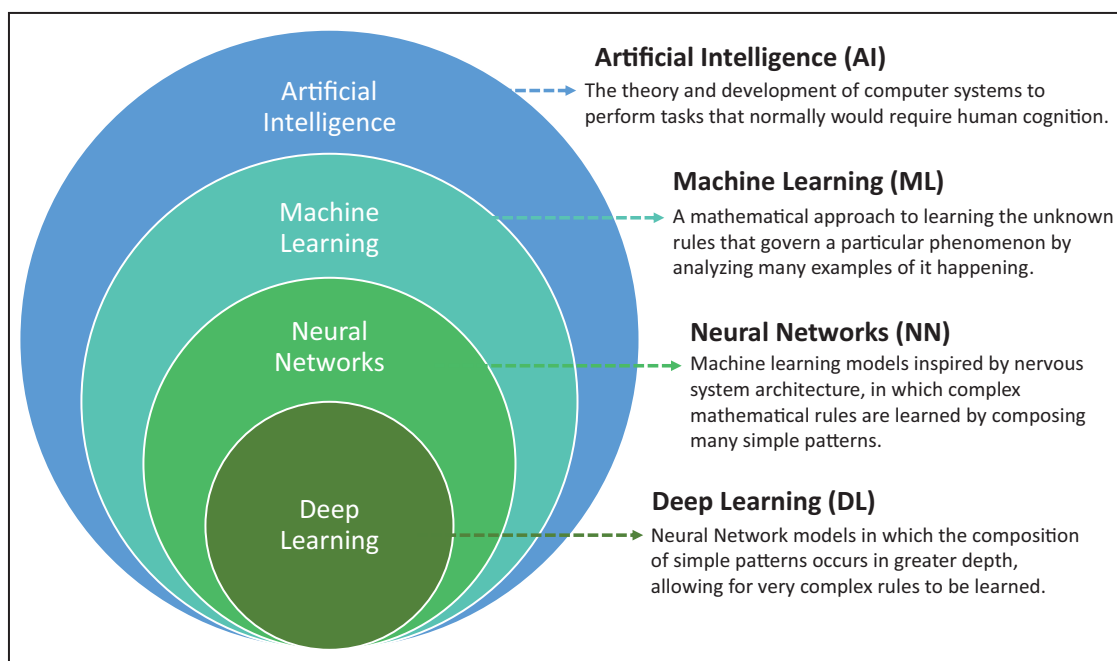 Artificial
Intelligence
Machine
Learning
Neural
Networks
Deep
Learning
Artificial Intelligence (AI)
The theory and development of computer systems to
perform tasks that normally would require human cognition.
Machine Learning (ML)
A mathematical approach to learning the unknown
rules that govern a particular phenomenon by
analyzing many examples of it happening.
Neural Networks (NN)
Machine learning models inspired by nervous
system architecture, in which complex
mathematical rules are learned by composing
many simple patterns.
Deep Learning (DL)
Neural Network models in which the composition
of simple patterns occurs in greater depth,
allowing for very complex rules to be learned.